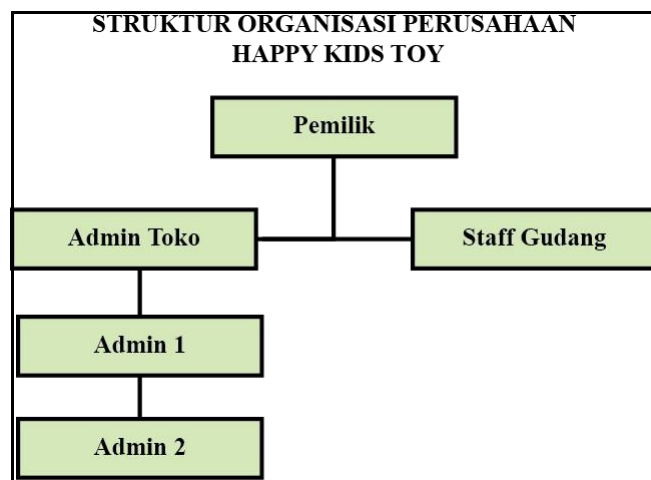 STRUKTUR ORGANISASI PERUSAHAAN
HAPPY KIDS TOY
Pemilik
Admin Toko
Staff Gudang
Admin 1
Admin 2